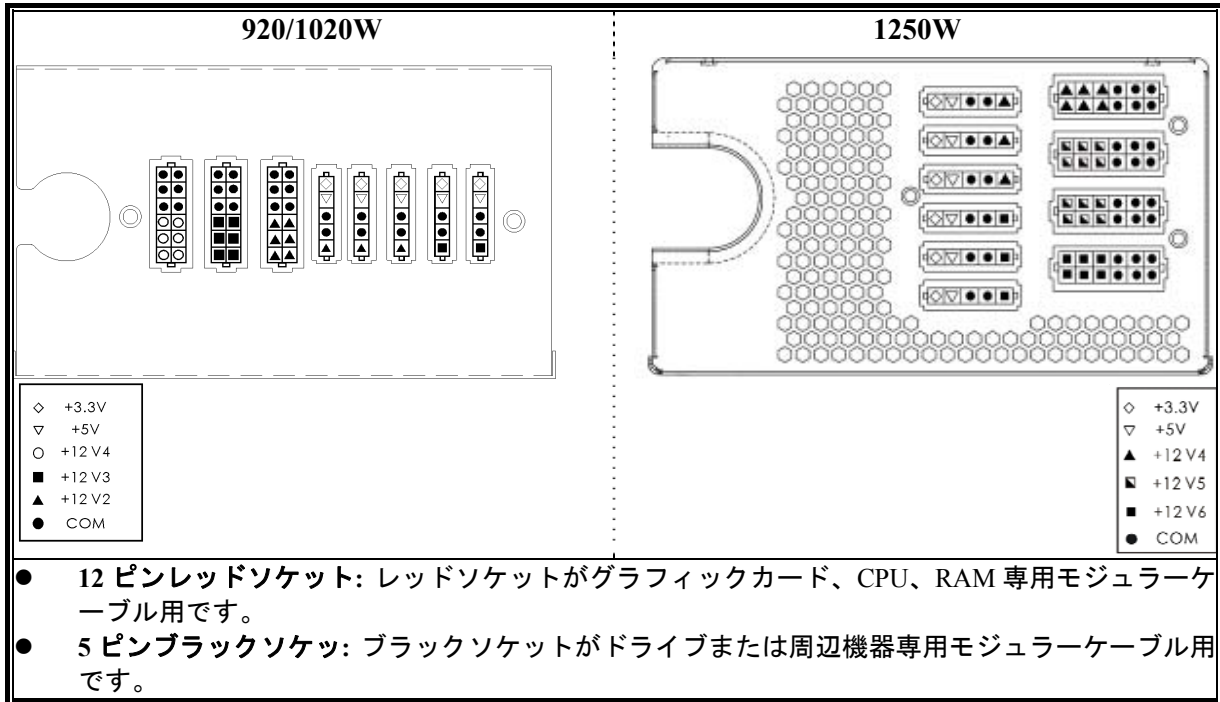 920/1020W
1250W
◇ +3.3V
▽ +5V
○ +12 V4
■ +12 V3
▲ +12 V2
● COM
◇ +3.3V
▽ +5V
▲ +12 V4
◪ +12 V5
■ +12 V6
● COM
● 12 ピンレッドソケット: レッドソケットがグラフィックカード、CPU、RAM 専用モジュラーケ
ーブル用です。
● 5 ピンブラックソケッ: ブラックソケットがドライブまたは周辺機器専用モジュラーケーブル用
です。